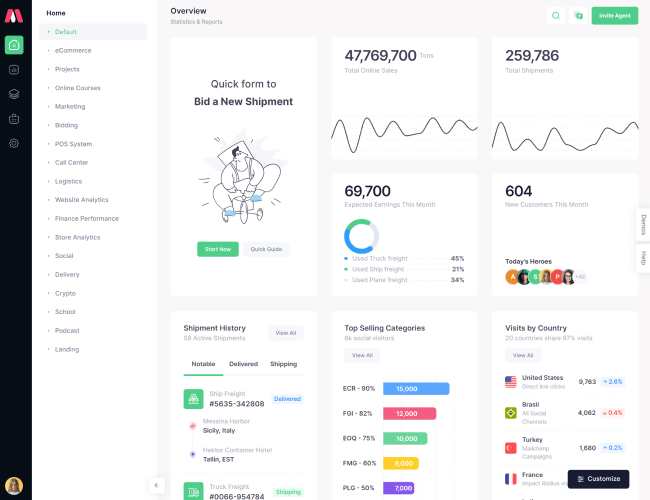 Home
Default
eCommerce
Projects
Online Courses
Marketing
Bidding
POS System
Call Center
Logistics
Website Analytics
Finance Performance
Store Analytics
Social
Delivery
Crypto
School
Podcast
Landing
Overview
Statistics & Reports
Invite Agent
Quick form to
Bid a New Shipment
Start Now
Quick Guide
47,769,700 Tons
Total Online Sales
259,786
Total Shipments
69,700
Expected Earnings This Month
Used Truck freight 45%
Used Ship freight 21%
Used Plane freight 34%
604
New Customers This Month
Today's Heroes
A
S
P
+42
Demos
Help
Shipment History
59 Active Shipments
View All
Notable
Delivered
Shipping
Ship Freight
#5635-342808
Delivered
Messina Harbor
Sicily, Italy
Hektor Container Hotel
Tallin, EST
Truck Freight
#0066-954784
Shipping
Top Selling Categories
8k social visitors
View All
ECR - 90% 15,000
FGI - 82% 12,000
EOQ - 75% 10,000
FMG - 60% 8,000
PLG - 50% 7,000
Visits by Country
20 countries share 97% visits
View All
United States
Direct link clicks
9,763 2.6%
Brasil
All Social
Channels
4,062 0.4%
Turkey
Mailchimp
Campaigns
1,680 0.2%
France
Impact Radius
Customize